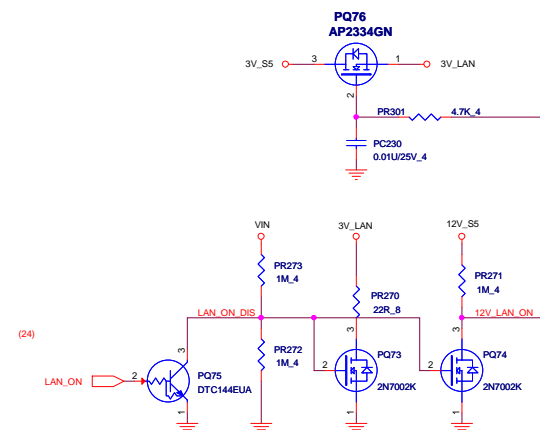 PQ76
AP2334GN
3V_S5 3 1 3V_LAN
2
PR301 4.7K_4
PC230
0.01U/25V_4
VIN 3V_LAN 12V_S5
PR273
1M_4
PR271
1M_4
PR270
22R_8
LAN_ON_DIS
12V_LAN_ON
(24)
3 3 3
PR272
1M_4
PQ73
PQ74
LAN_ON 2
PQ75
DTC144EUA
2
2N7002K
2
2N7002K
1 1 1